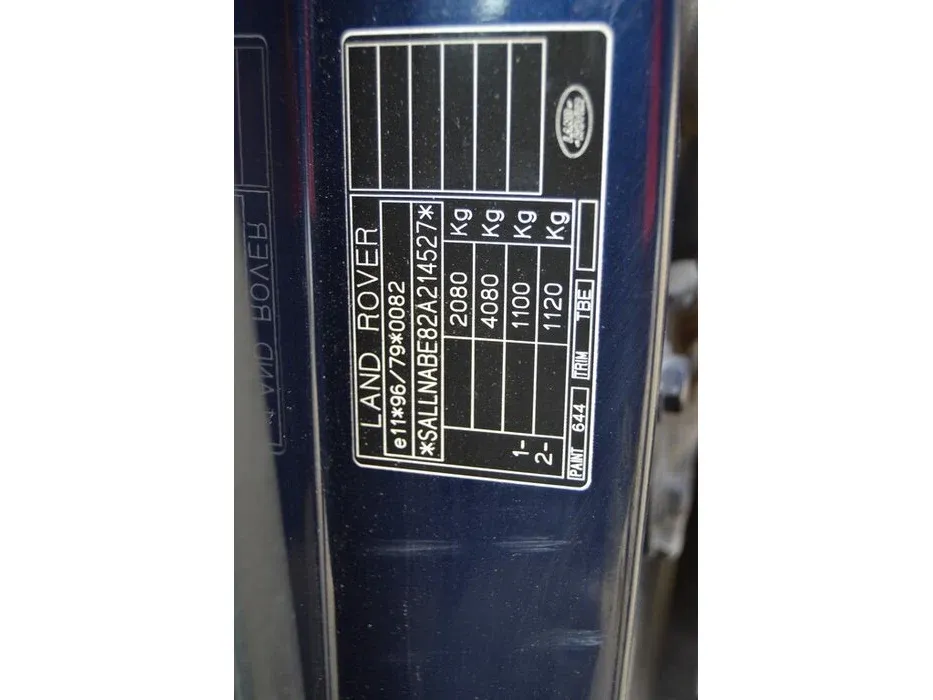 LAND ROVER
e11*96/79*0082
*SALLNABE82A214527*
2080 Kg
4080 Kg
1- 1100 Kg
2- 1120 Kg
PAINT 644 TRIM TBE
LAND
ROVER
LAND ROVER